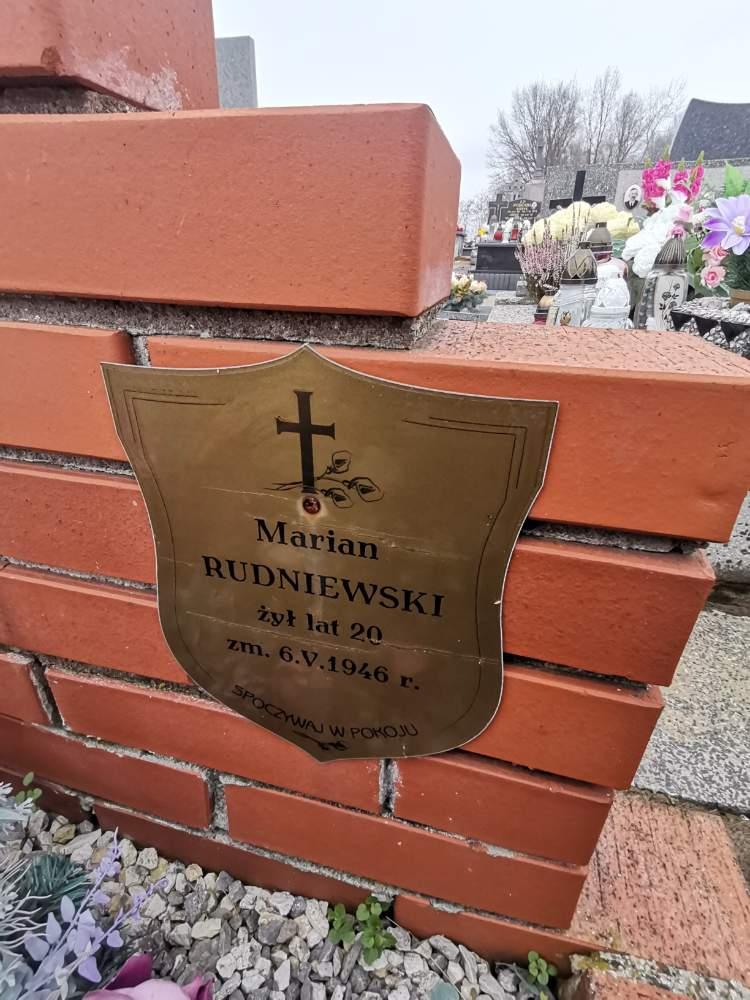 Marian
RUDNIEWSKI
żył lat 20
zm. 6.V.1946 r.
SPOCZYWAJ W POKOJU